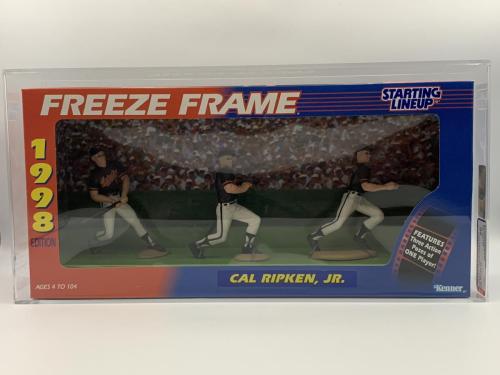 FREEZE FRAME
STARTING
LINEUP
1998
EDITION
FEATURES
Three Action
Poses of
ONE Player!
CAL RIPKEN, JR.
AGES 4 TO 104
Kenner